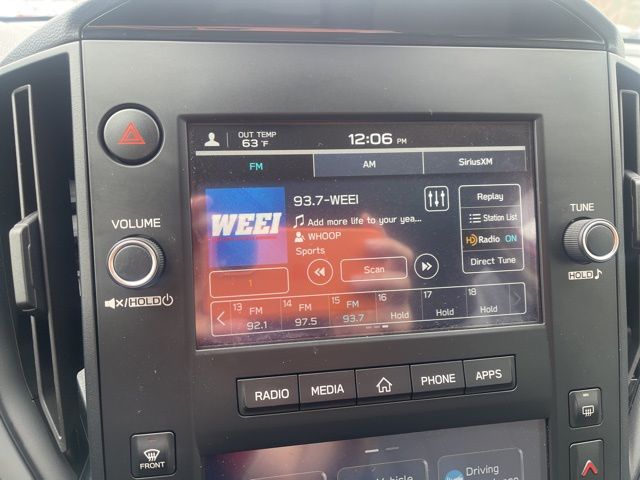 OUT TEMP
63°F
12:06 PM
FM
AM
SiriusXM
WEEI
93.7-WEEI
Add more life to your yea...
WHOOP
Sports
Replay
Station List
HD Radio ON
Direct Tune
1
Scan
13 FM 92.1
14 FM 97.5
15 FM 93.7
16 Hold
17 Hold
18 Hold
VOLUME
HOLD
TUNE
HOLD
RADIO
MEDIA
PHONE
APPS
FRONT
Vehicle
Driving